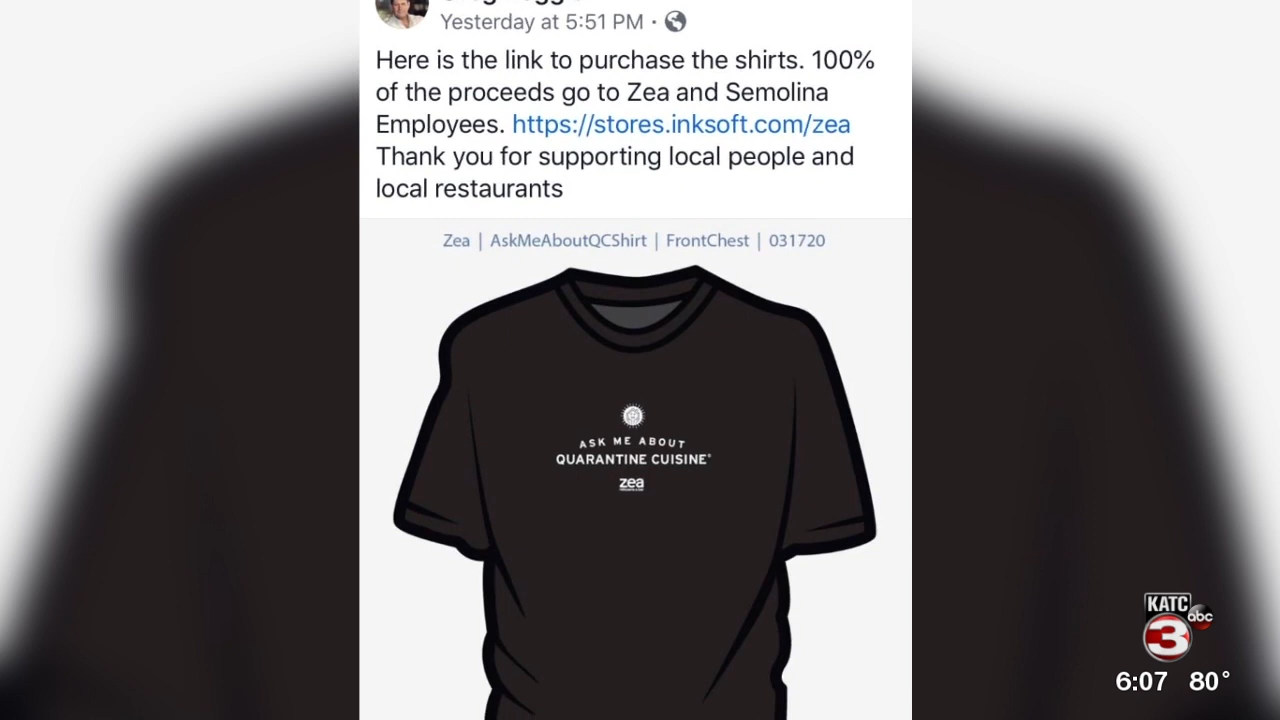 Yesterday at 5:51 PM ·
Here is the link to purchase the shirts. 100%
of the proceeds go to Zea and Semolina
Employees. https://stores.inksoft.com/zea
Thank you for supporting local people and
local restaurants
Zea | AskMeAboutQCShirt | FrontChest | 031720
ASK ME ABOUT
QUARANTINE CUISINE
zea
KATC
abc
3
6:07 80°